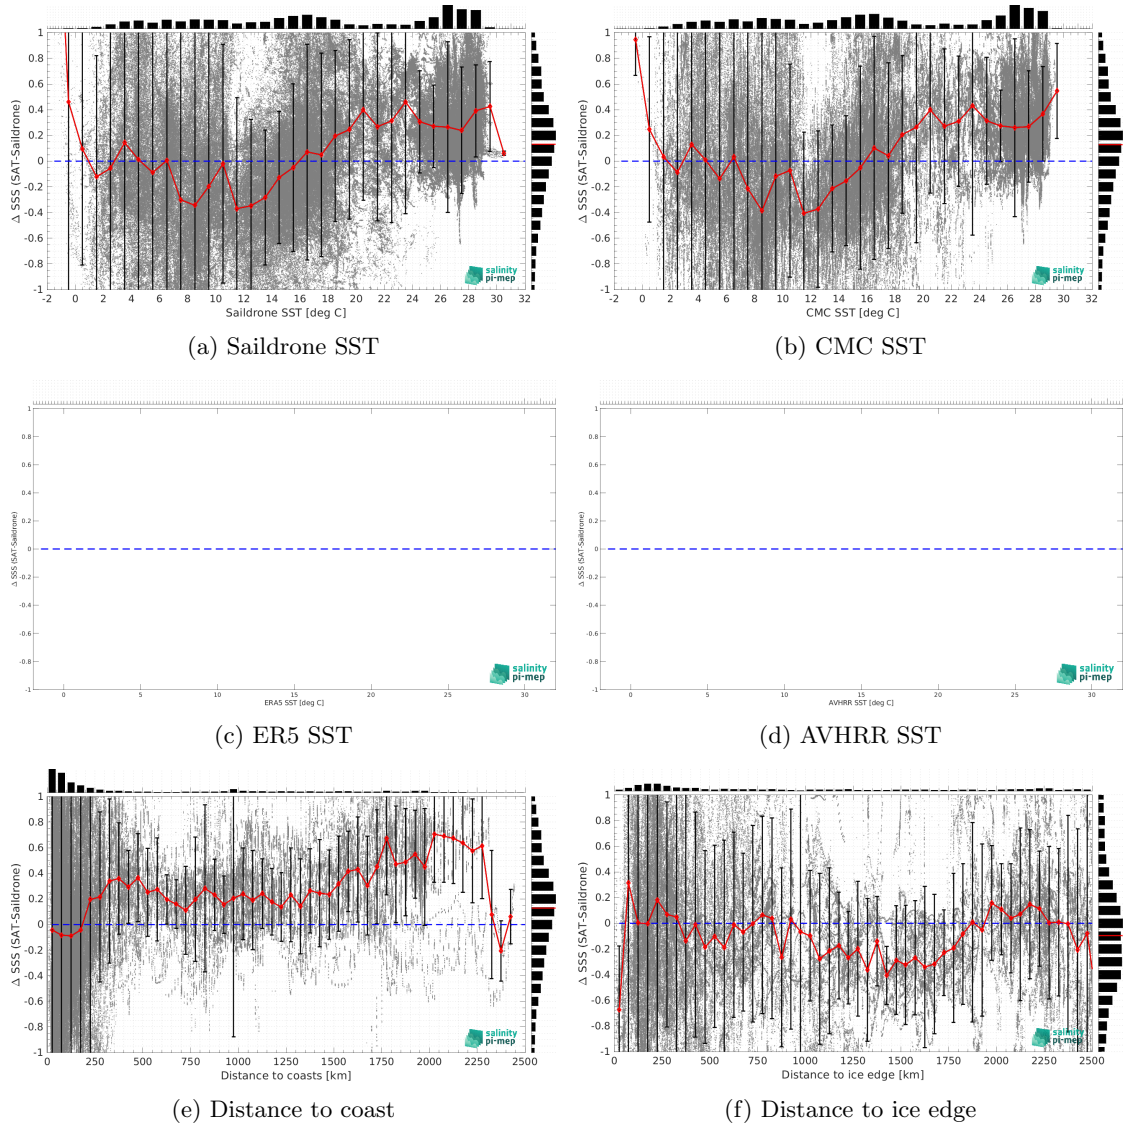 1
0.8
0.6
0.4
0.2
0
-0.2
-0.4
-0.6
-0.8
-1
Δ SSS (SAT-Saildrone)
-2 0 2 4 6 8 10 12 14 16 18 20 22 24 26 28 30 32
Saildrone SST [deg C]
salinity
pi-mep
(a) Saildrone SST
1
0.8
0.6
0.4
0.2
0
-0.2
-0.4
-0.6
-0.8
-1
Δ SSS (SAT-Saildrone)
-2 0 2 4 6 8 10 12 14 16 18 20 22 24 26 28 30 32
CMC SST [deg C]
salinity
pi-mep
(b) CMC SST
1
0.8
0.6
0.4
0.2
0
-0.2
-0.4
-0.6
-0.8
-1
Δ SSS (SAT-Saildrone)
0 5 10 15 20 25 30
ERA5 SST [deg C]
salinity
pi-mep
(c) ER5 SST
1
0.8
0.6
0.4
0.2
0
-0.2
-0.4
-0.6
-0.8
-1
Δ SSS (SAT-Saildrone)
0 5 10 15 20 25 30
AVHRR SST [deg C]
salinity
pi-mep
(d) AVHRR SST
1
0.8
0.6
0.4
0.2
0
-0.2
-0.4
-0.6
-0.8
-1
Δ SSS (SAT-Saildrone)
0 250 500 750 1000 1250 1500 1750 2000 2250 2500
Distance to coasts [km]
salinity
pi-mep
(e) Distance to coast
1
0.8
0.6
0.4
0.2
0
-0.2
-0.4
-0.6
-0.8
-1
Δ SSS (SAT-Saildrone)
0 250 500 750 1000 1250 1500 1750 2000 2250 2500
Distance to ice edge [km]
salinity
pi-mep
(f) Distance to ice edge